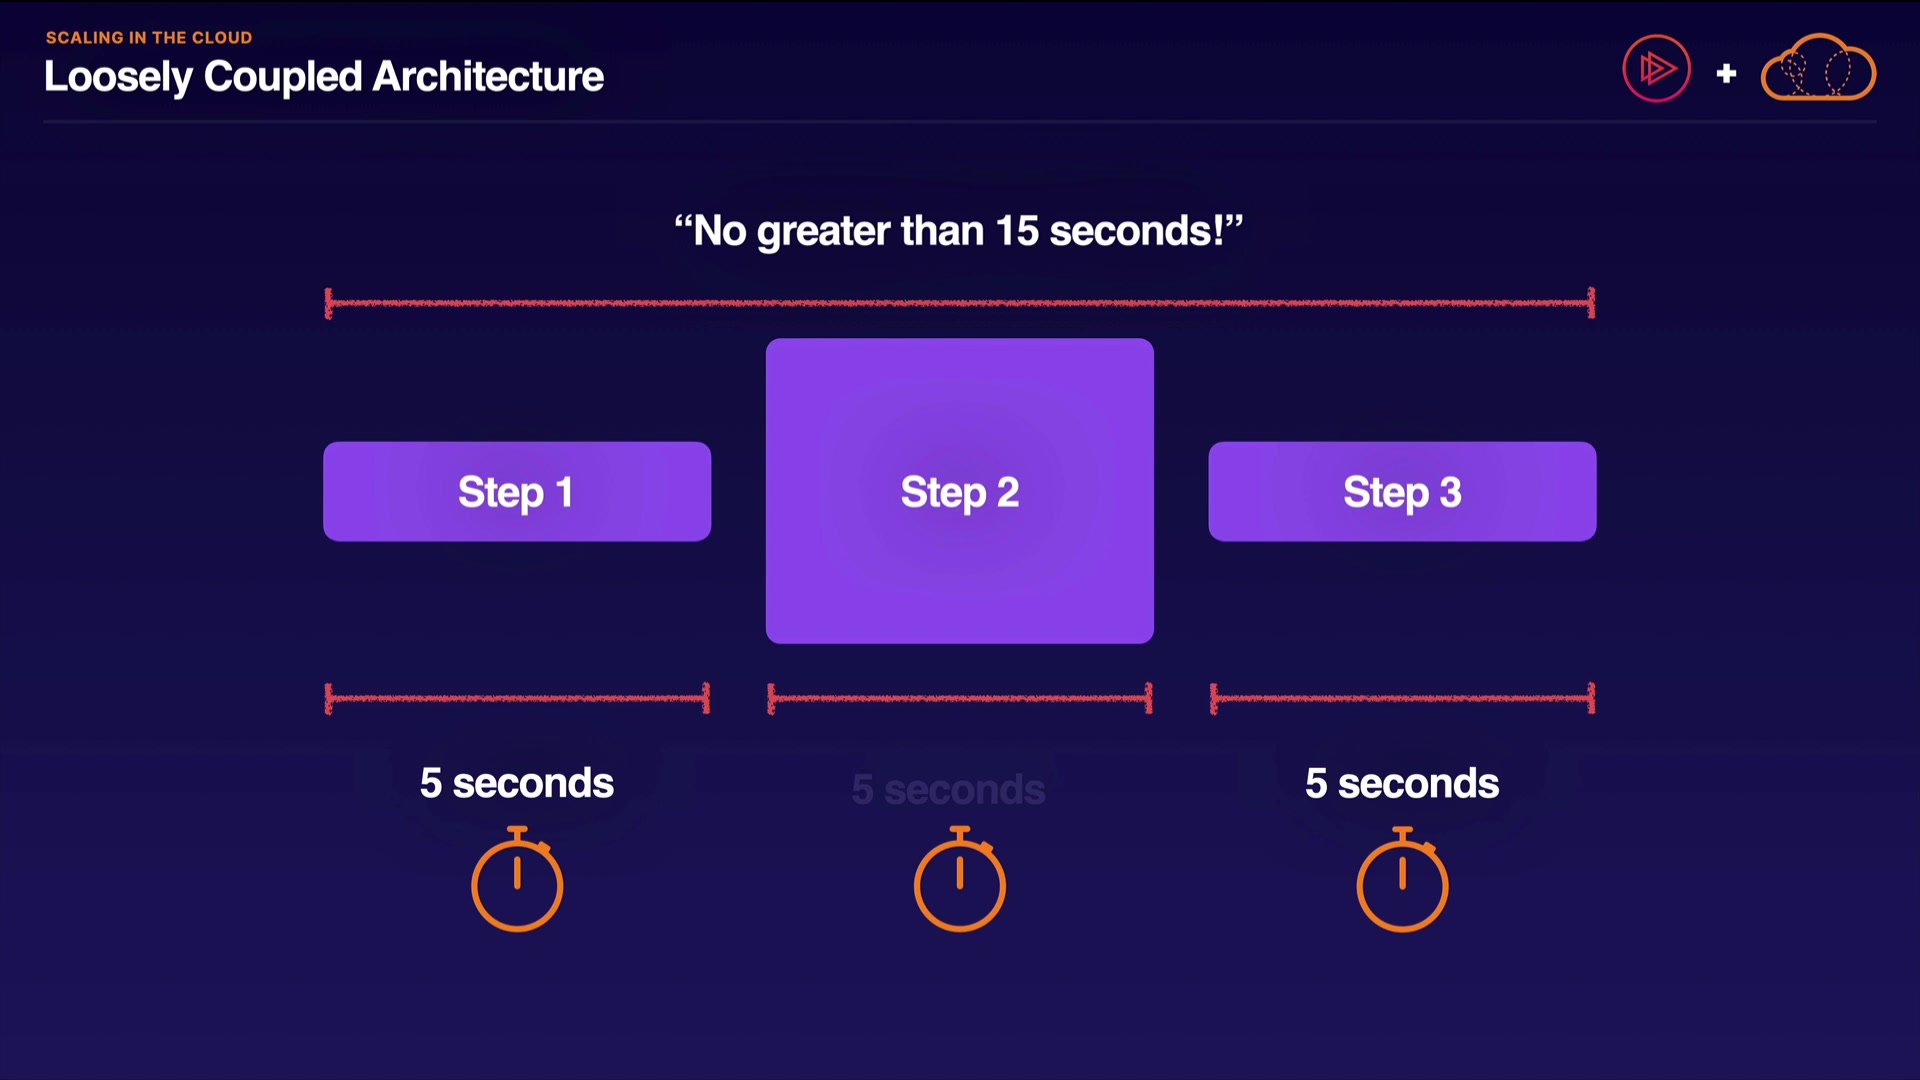 SCALING IN THE CLOUD
Loosely Coupled Architecture
+
“No greater than 15 seconds!”
Step 1
Step 2
Step 3
5 seconds
5 seconds
5 seconds